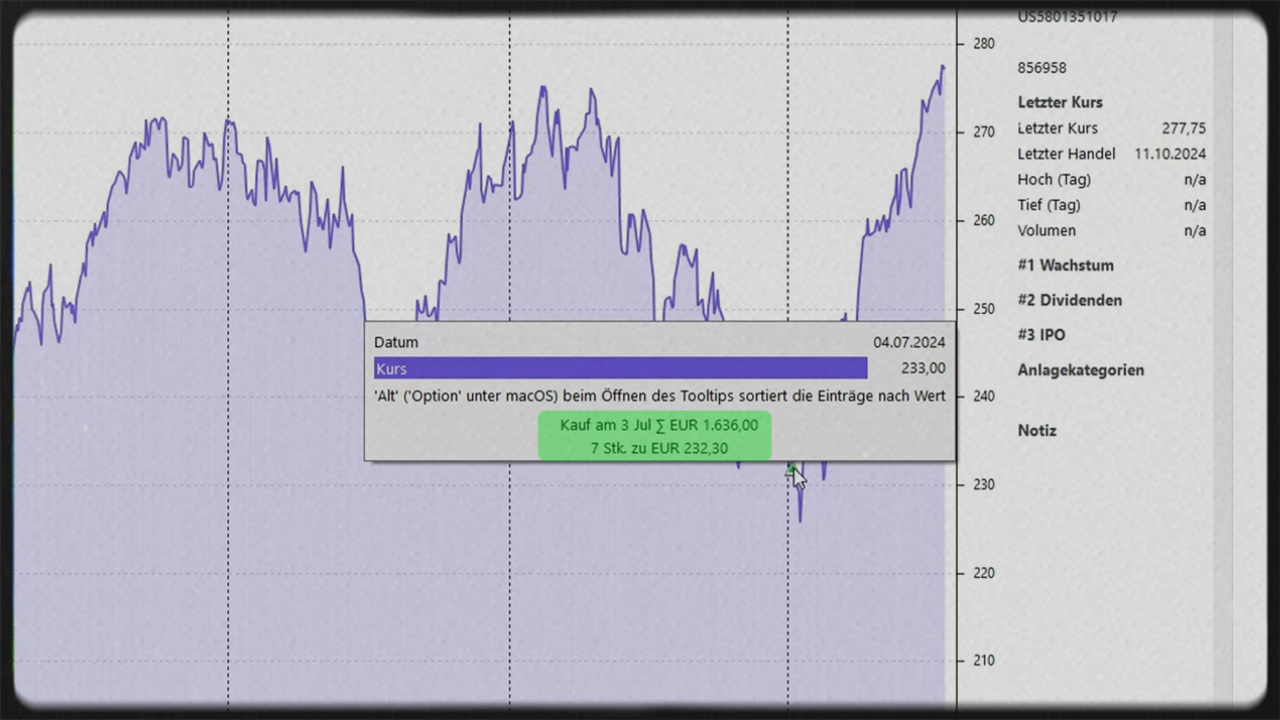 US5801351017
280
856958
Letzter Kurs
Letzter Kurs 277,75
270
Letzter Handel 11.10.2024
Hoch (Tag) n/a
Tief (Tag) n/a
260
Volumen n/a
#1 Wachstum
#2 Dividenden
250
#3 IPO
Datum 04.07.2024
Kurs 233,00
Anlagekategorien
'Alt' ('Option' unter macOS) beim Öffnen des Tooltips sortiert die Einträge nach Wert
240
Kauf am 3 Jul ∑ EUR 1.636,00
7 Stk. zu EUR 232,30
Notiz
230
220
210